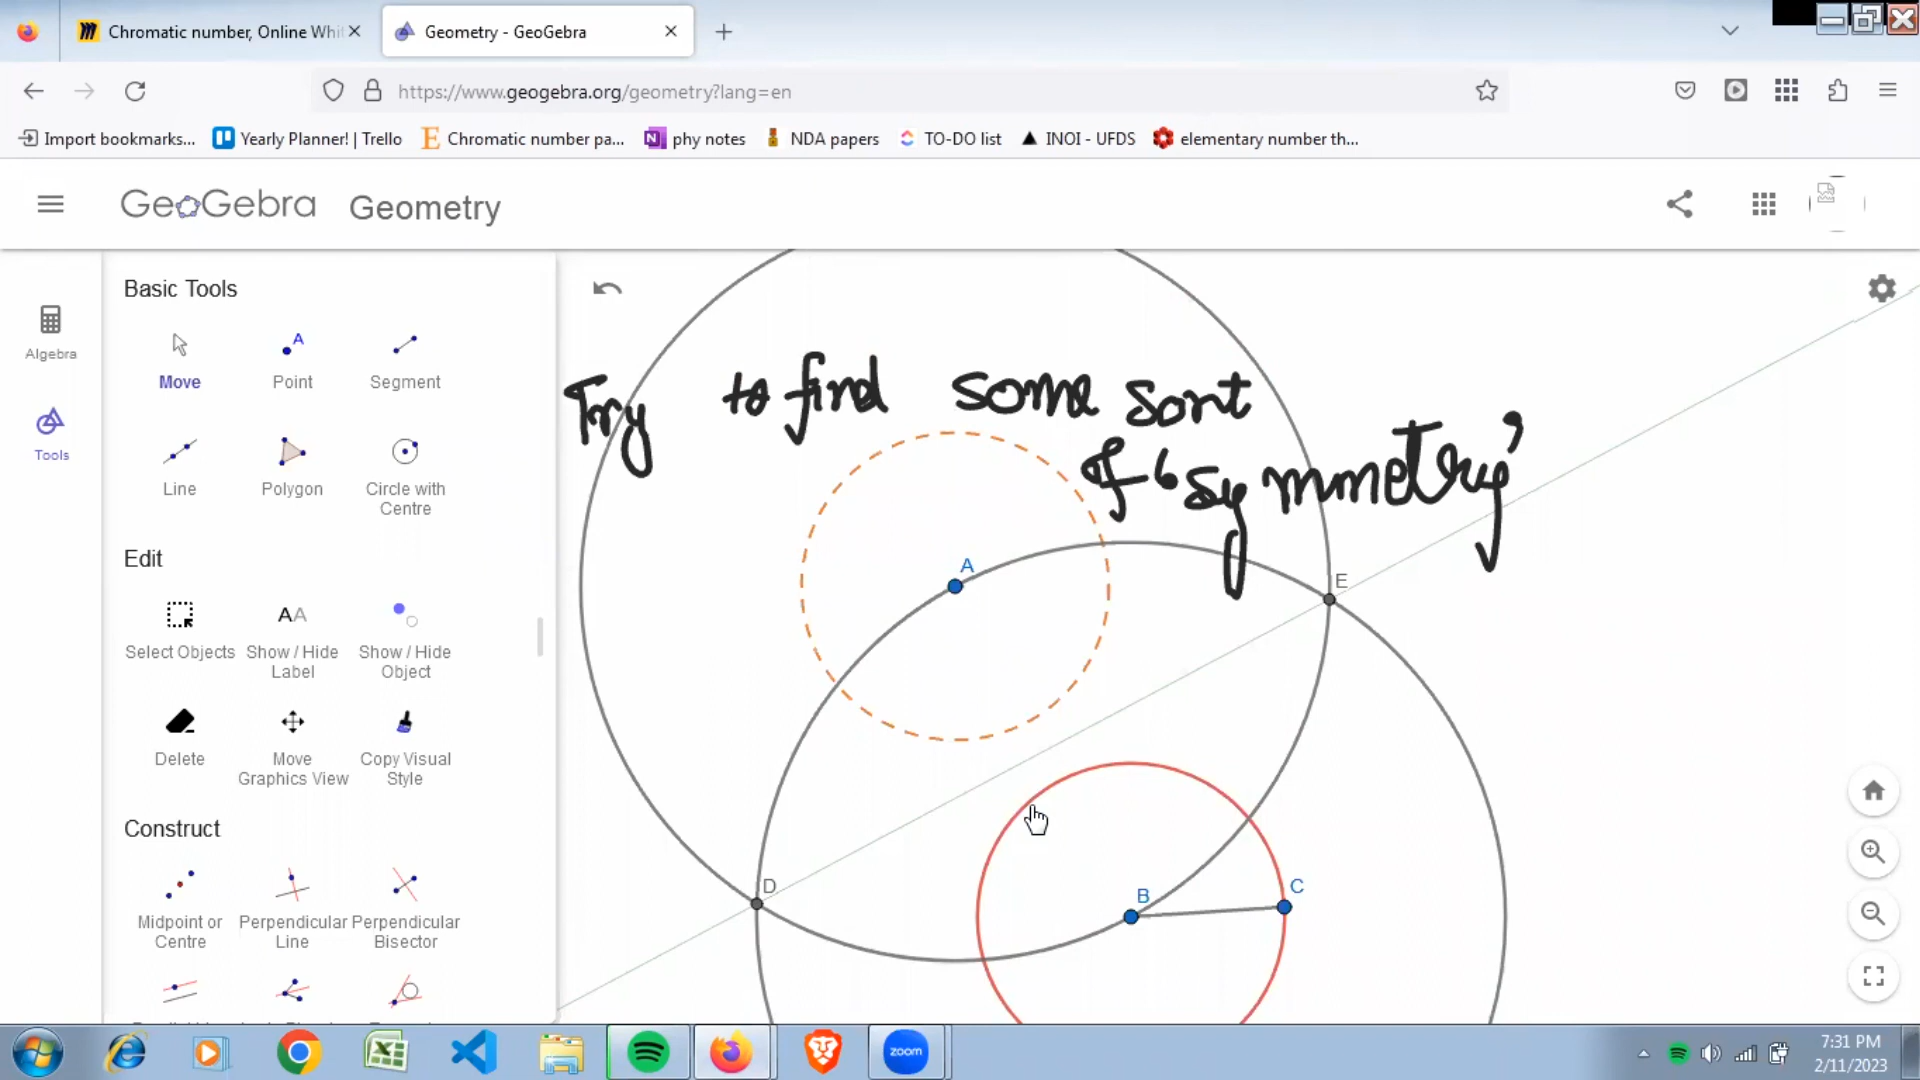 Chromatic number, Online Whit
Geometry - GeoGebra
https://www.geogebra.org/geometry?lang=en
Import bookmarks...
Yearly Planner! | Trello
Chromatic number pa...
phy notes
NDA papers
TO-DO list
INOI - UFDS
elementary number th...
GeoGebra Geometry
Algebra
Tools
Basic Tools
Move
Point
Segment
Line
Polygon
Circle with
Centre
Edit
Select Objects
Show / Hide
Label
Show / Hide
Object
Delete
Move
Graphics View
Copy Visual
Style
Construct
Midpoint or
Centre
Perpendicular
Line
Perpendicular
Bisector
Try to find some sort
of 'symmetry'
A
E
D
B
C
zoom
7:31 PM
2/11/2023